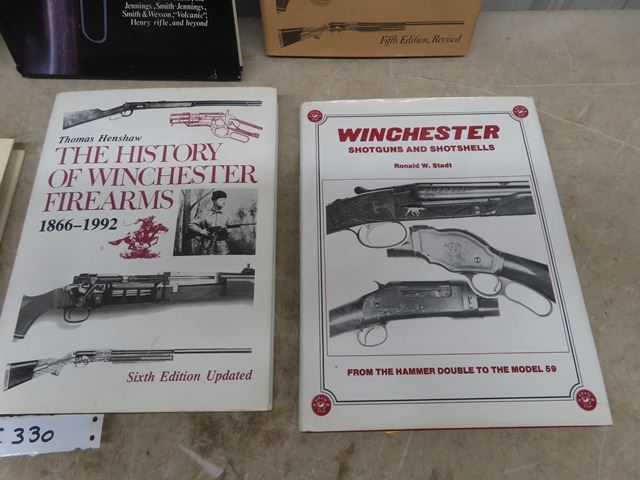 Jennings, Smith-Jennings,
Smith & Wesson, "Volcanic",
Henry rifle, and beyond
Fifth Edition, Revised
Thomas Henshaw
THE HISTORY
OF WINCHESTER
FIREARMS
1866-1992
Sixth Edition Updated
WINCHESTER
SHOTGUNS AND SHOTSHELLS
Ronald W. Stadt
FROM THE HAMMER DOUBLE TO THE MODEL 59
330